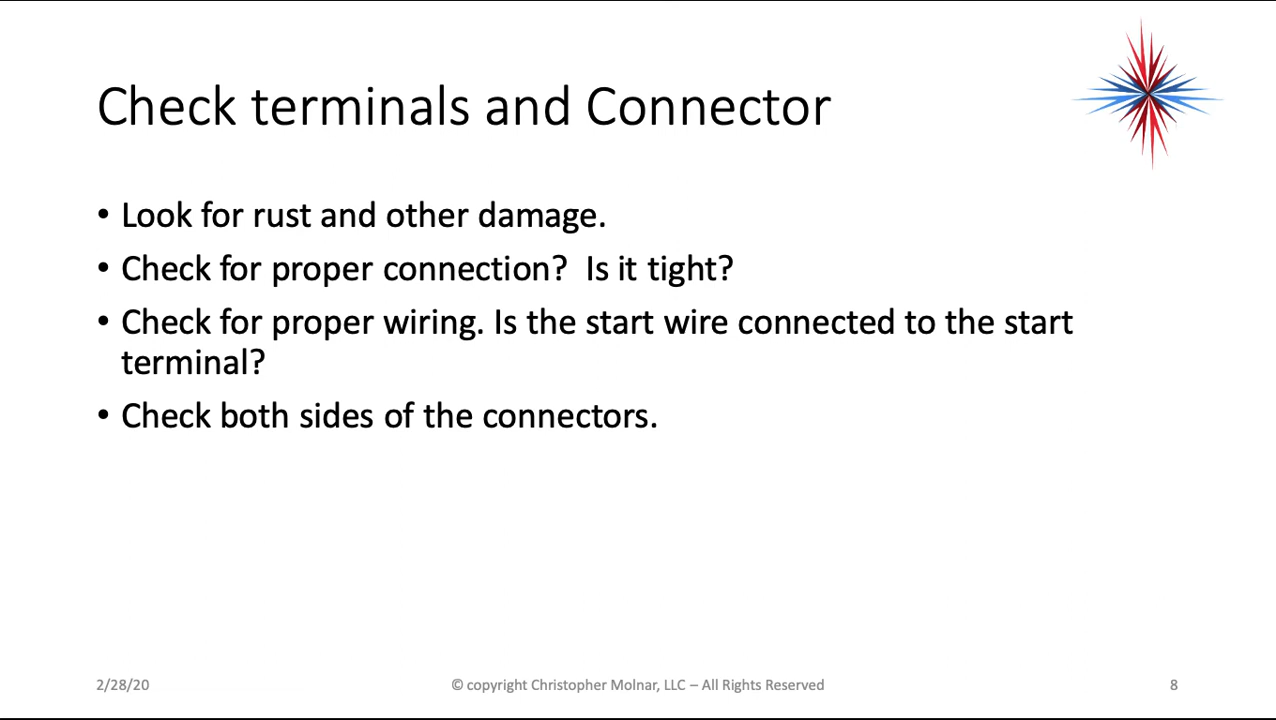 Check terminals and Connector
• Look for rust and other damage.
• Check for proper connection?  Is it tight?
• Check for proper wiring. Is the start wire connected to the start
terminal?
• Check both sides of the connectors.
2/28/20
© copyright Christopher Molnar, LLC – All Rights Reserved
8